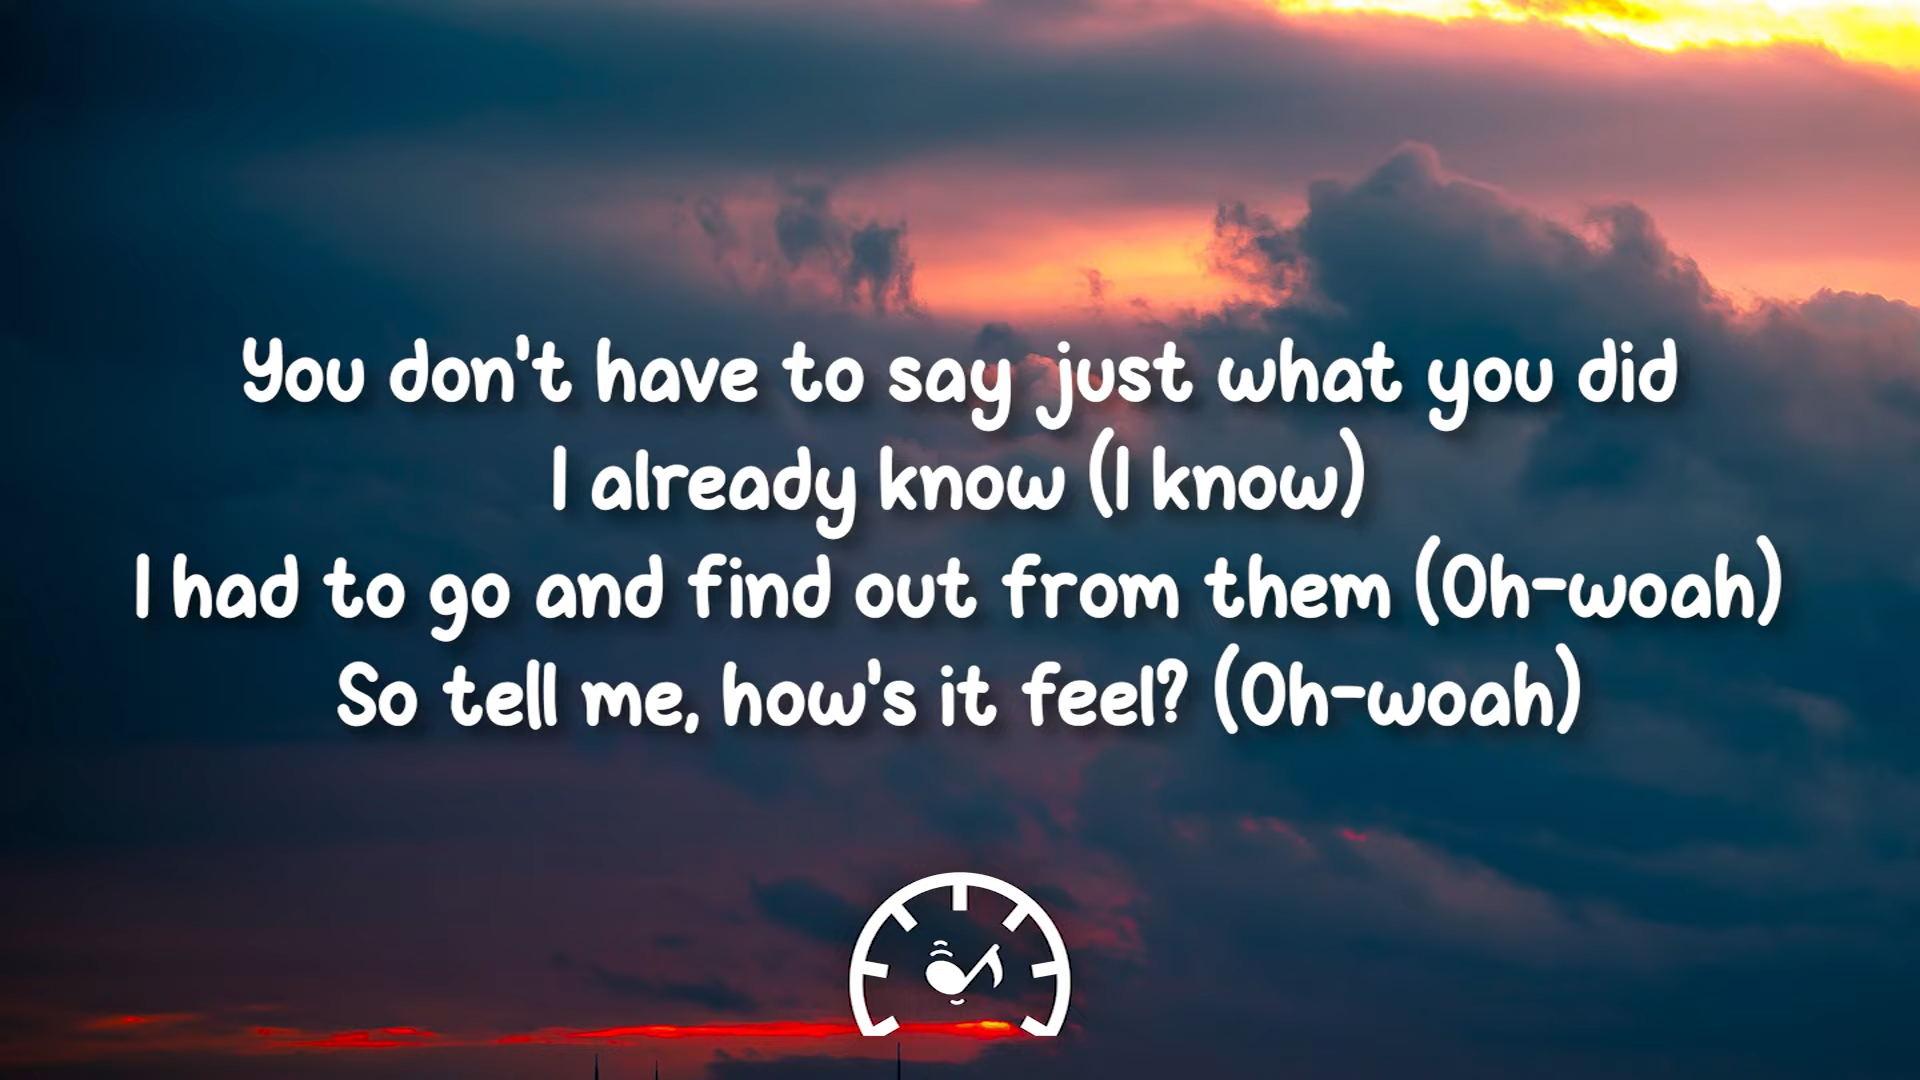 You don't have to say just what you did
I already know (I know)
I had to go and find out from them (Oh-woah)
So tell me, how's it feel? (Oh-woah)